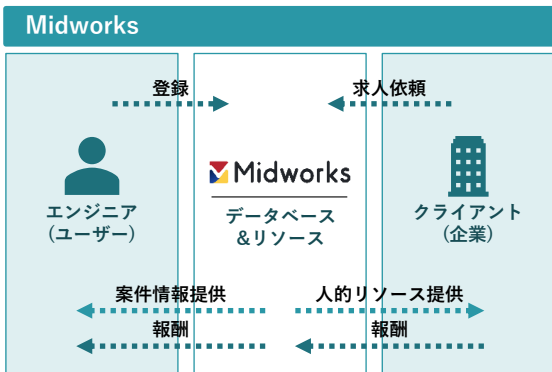 Midworks
登録
求人依頼
Midworks
エンジニア
(ユーザー)
データベース
&リソース
クライアント
(企業)
案件情報提供
人的リソース提供
報酬
報酬